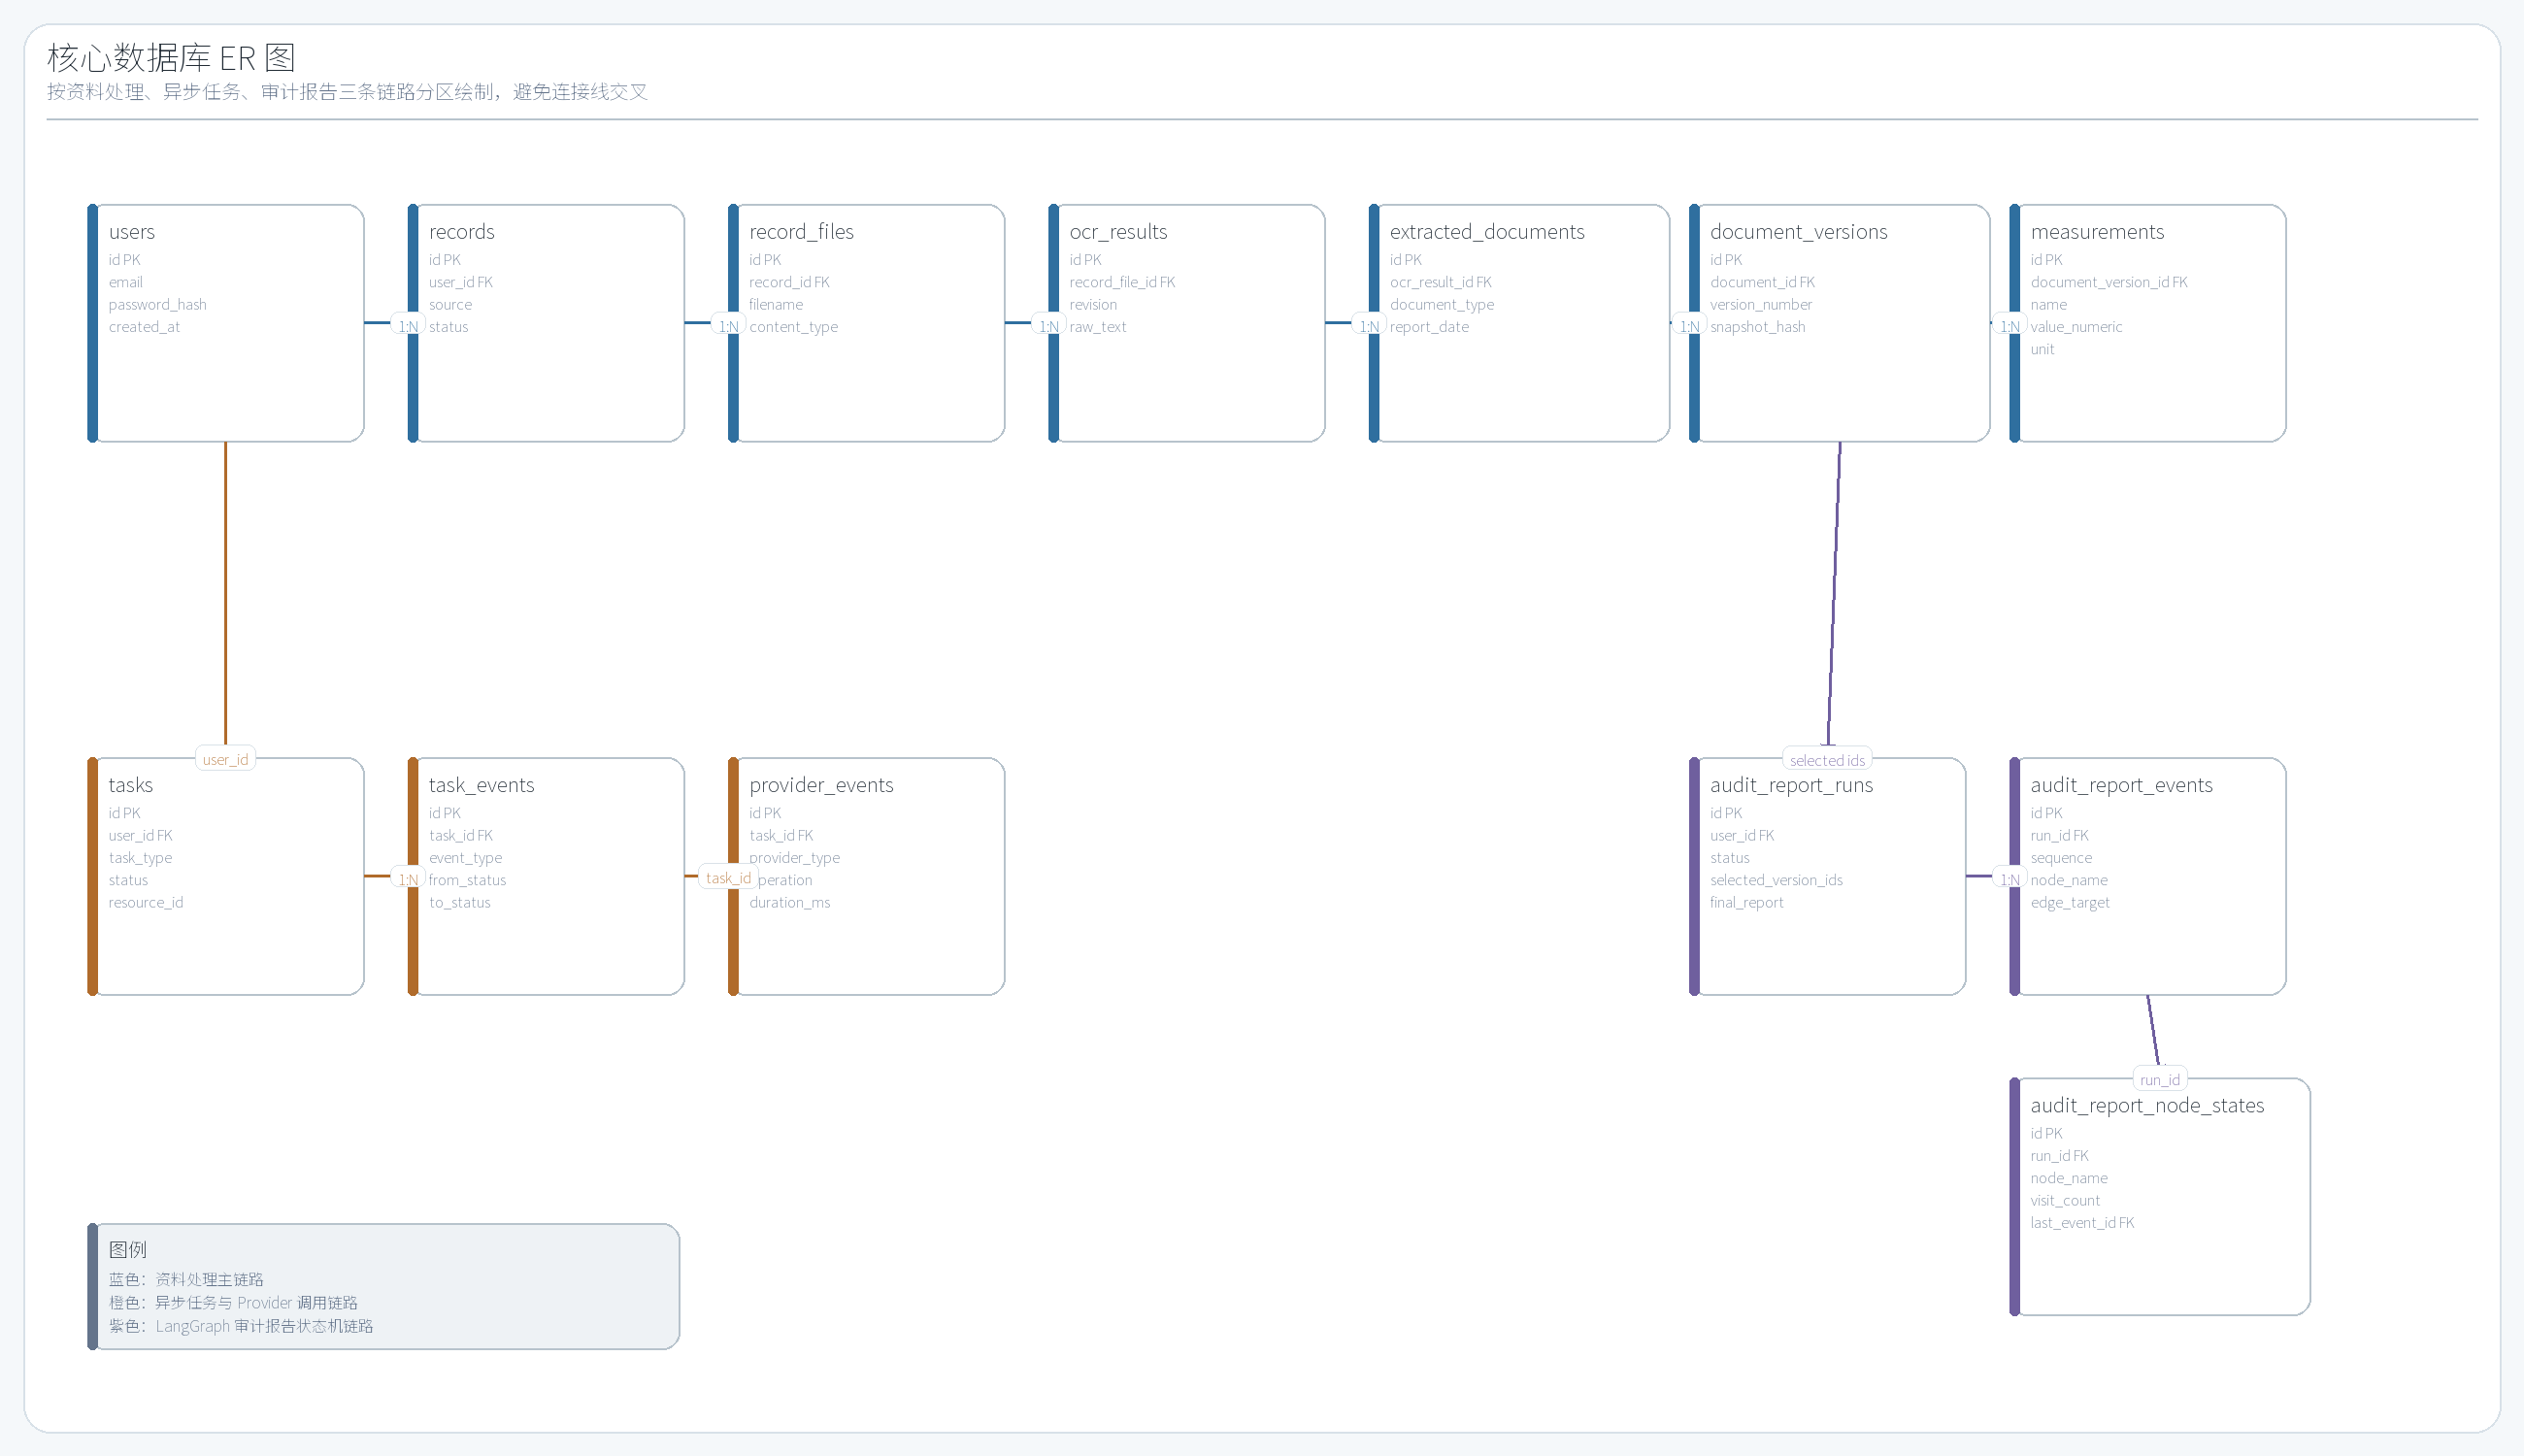 核心数据库 ER 图
按资料处理、异步任务、审计报告三条链路分区绘制，避免连接线交叉
users
id PK
email
password_hash
created_at
1:N
records
id PK
user_id FK
source
status
1:N
record_files
id PK
record_id FK
filename
content_type
1:N
ocr_results
id PK
record_file_id FK
revision
raw_text
1:N
extracted_documents
id PK
ocr_result_id FK
document_type
report_date
1:N
document_versions
id PK
document_id FK
version_number
snapshot_hash
1:N
measurements
id PK
document_version_id FK
name
value_numeric
unit
user_id
tasks
id PK
user_id FK
task_type
status
resource_id
1:N
task_events
id PK
task_id FK
event_type
from_status
to_status
task_id
provider_events
id PK
task_id FK
provider_type
peration
duration_ms
selected ids
audit_report_runs
id PK
user_id FK
status
selected_version_ids
final_report
1:N
audit_report_events
id PK
run_id FK
sequence
node_name
edge_target
run_id
audit_report_node_states
id PK
run_id FK
node_name
visit_count
last_event_id FK
图例
蓝色：资料处理主链路
橙色：异步任务与 Provider 调用链路
紫色：LangGraph 审计报告状态机链路